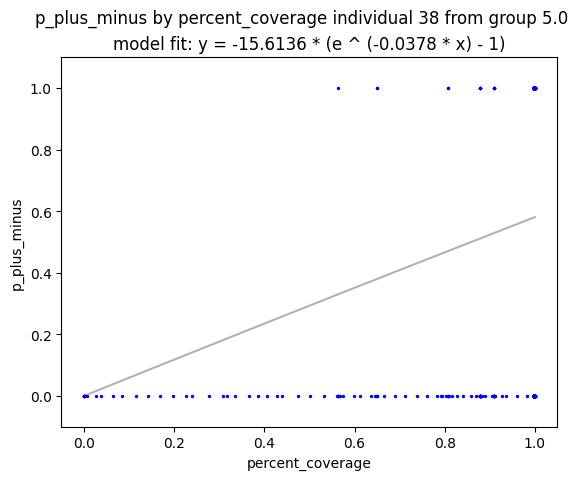 p_plus_minus by percent_coverage individual 38 from group 5.0
model fit: y = -15.6136 * (e ^ (-0.0378 * x) - 1)
1.0
0.8
0.6
0.4
0.2
0.0
p_plus_minus
0.0 0.2 0.4 0.6 0.8 1.0
percent_coverage